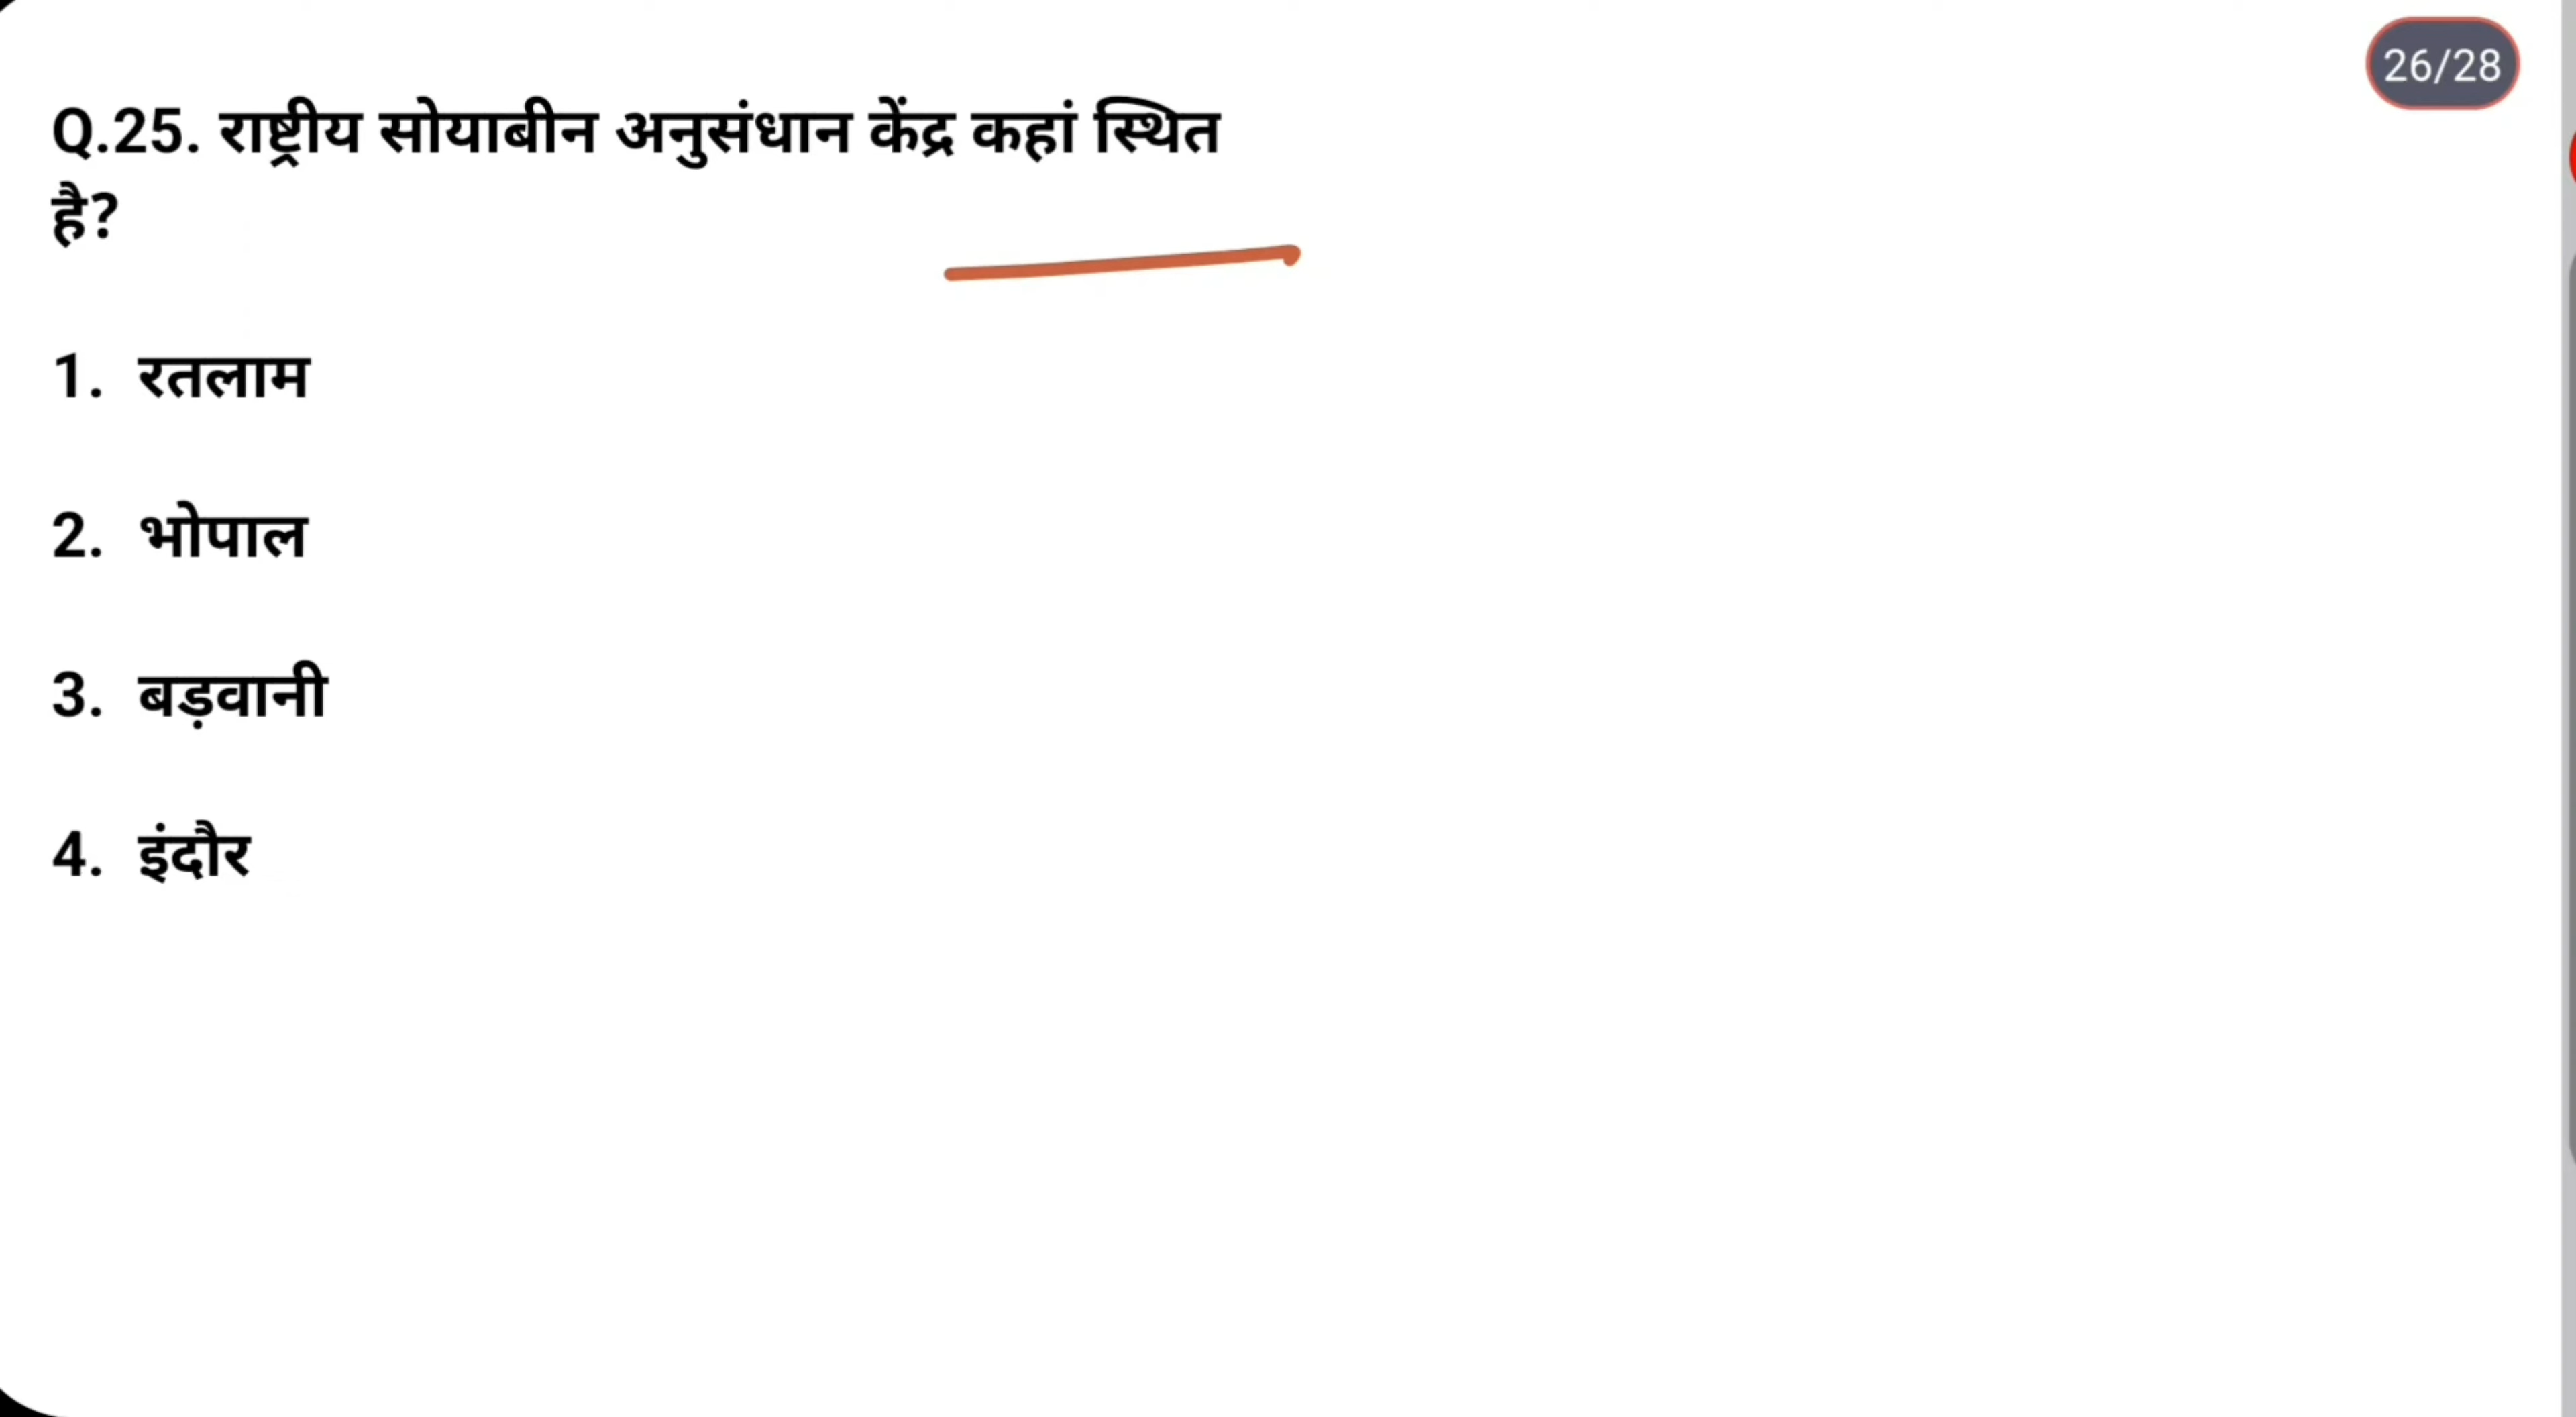 26/28
Q.25. राष्ट्रीय सोयाबीन अनुसंधान केंद्र कहां स्थित
है?
1. रतलाम
2. भोपाल
3. बड़वानी
4. इंदौर